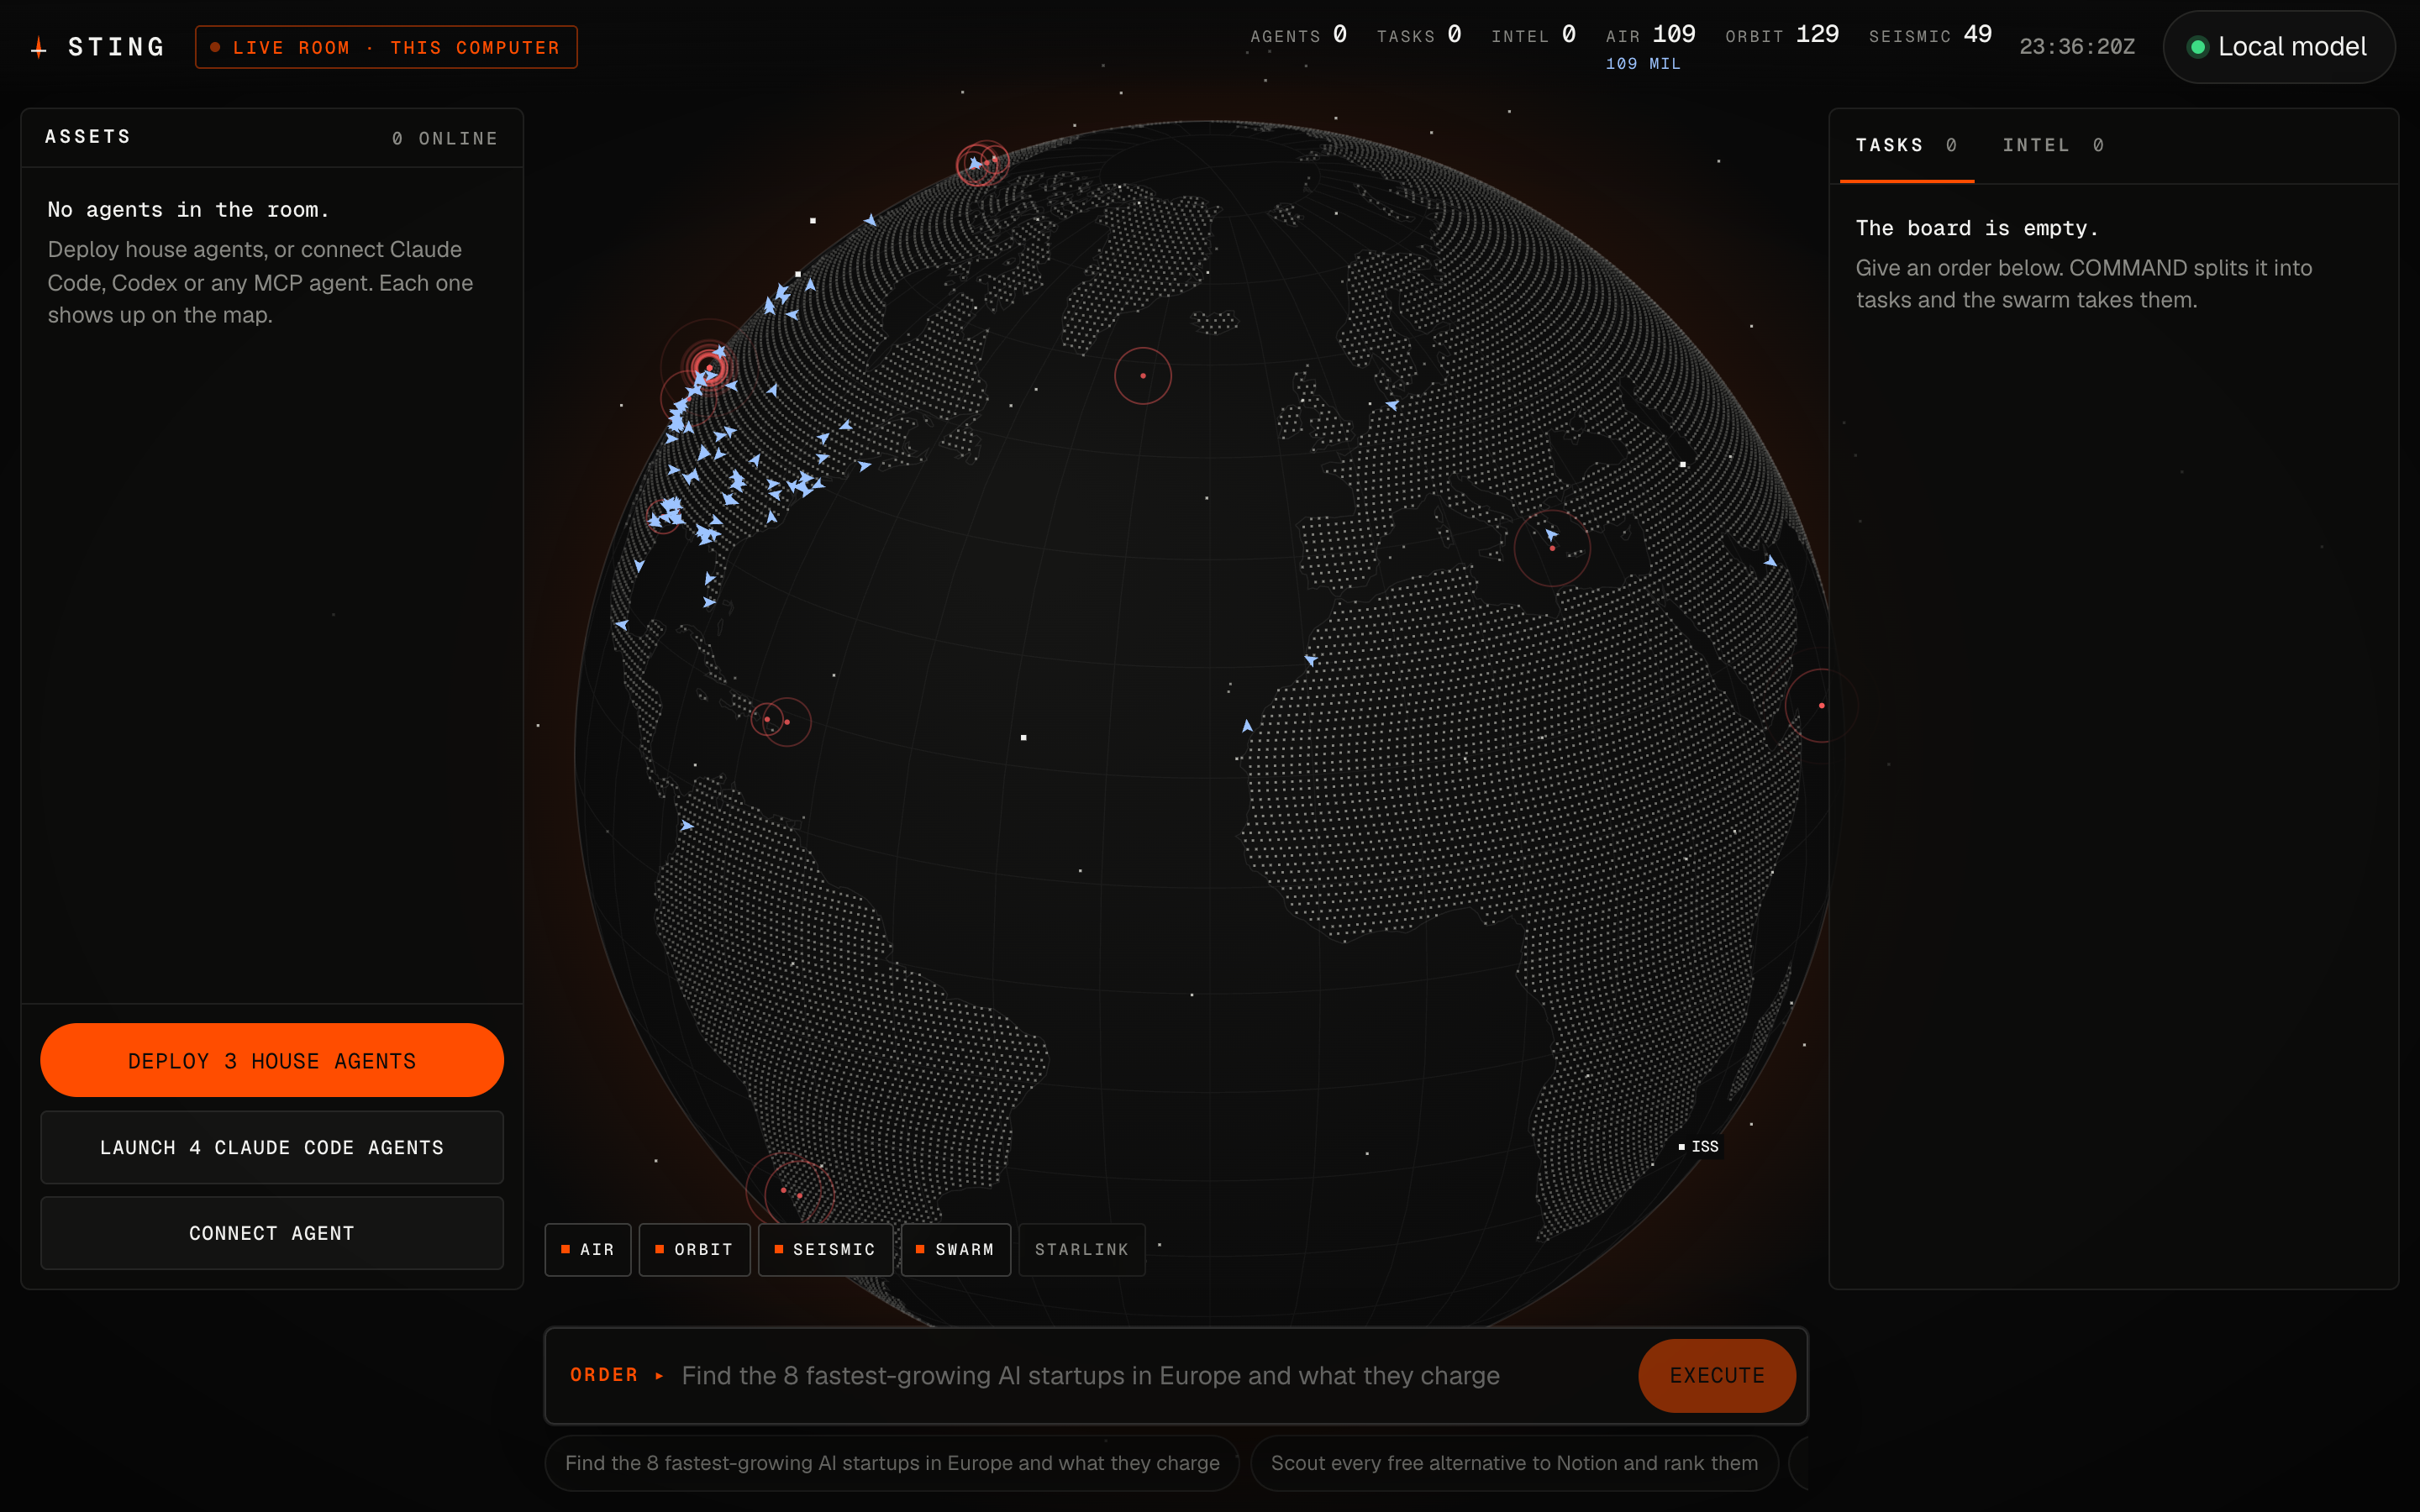 STING
LIVE ROOM · THIS COMPUTER
AGENTS 0 TASKS 0 INTEL 0 AIR 109 ORBIT 129 SEISMIC 49
109 MIL
23:36:20Z
Local model
ASSETS
0 ONLINE
No agents in the room.
Deploy house agents, or connect Claude
Code, Codex or any MCP agent. Each one
shows up on the map.
DEPLOY 3 HOUSE AGENTS
LAUNCH 4 CLAUDE CODE AGENTS
CONNECT AGENT
ISS
AIR
ORBIT
SEISMIC
SWARM
STARLINK
TASKS 0
INTEL 0
The board is empty.
Give an order below. COMMAND splits it into
tasks and the swarm takes them.
ORDER ▸ Find the 8 fastest-growing AI startups in Europe and what they charge
EXECUTE
Find the 8 fastest-growing AI startups in Europe and what they charge
Scout every free alternative to Notion and rank them